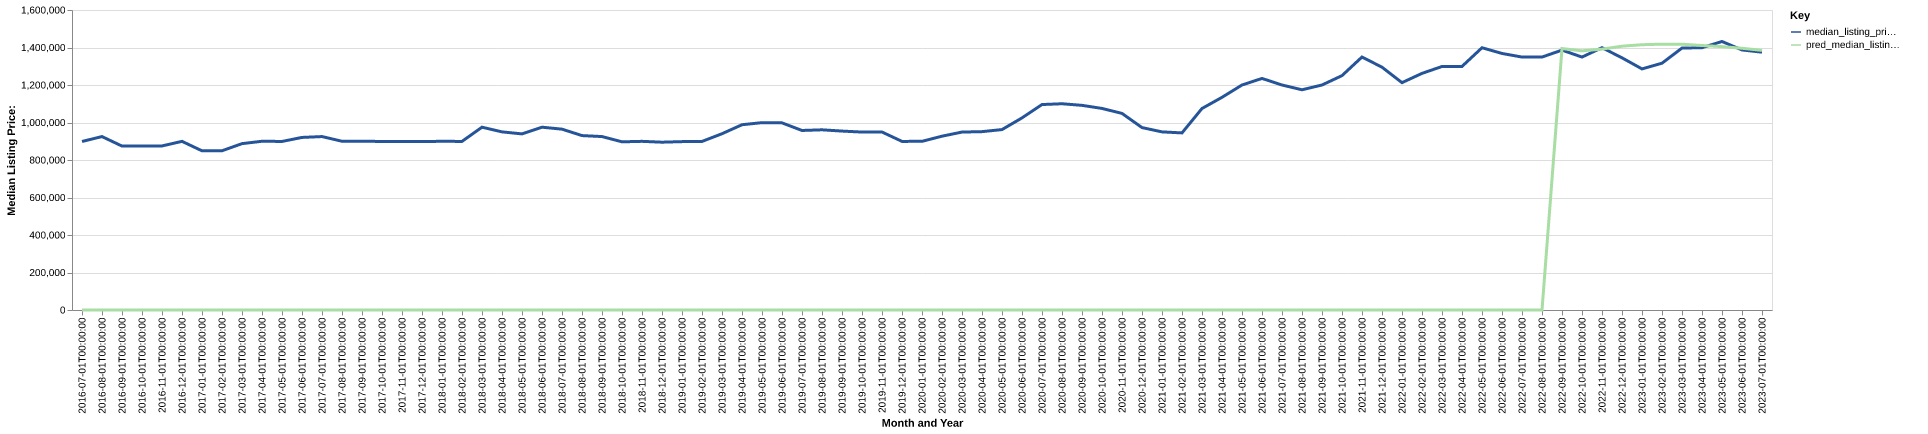 1,600,000
1,400,000
1,200,000
1,000,000
800,000
600,000
400,000
200,000
0
Median Listing Price:
2016-07-01T00:00:00
2016-08-01T00:00:00
2016-09-01T00:00:00
2016-10-01T00:00:00
2016-11-01T00:00:00
2016-12-01T00:00:00
2017-01-01T00:00:00
2017-02-01T00:00:00
2017-03-01T00:00:00
2017-04-01T00:00:00
2017-05-01T00:00:00
2017-06-01T00:00:00
2017-07-01T00:00:00
2017-08-01T00:00:00
2017-09-01T00:00:00
2017-10-01T00:00:00
2017-11-01T00:00:00
2017-12-01T00:00:00
2018-01-01T00:00:00
2018-02-01T00:00:00
2018-03-01T00:00:00
2018-04-01T00:00:00
2018-05-01T00:00:00
2018-06-01T00:00:00
2018-07-01T00:00:00
2018-08-01T00:00:00
2018-09-01T00:00:00
2018-10-01T00:00:00
2018-11-01T00:00:00
2018-12-01T00:00:00
2019-01-01T00:00:00
2019-02-01T00:00:00
2019-03-01T00:00:00
2019-04-01T00:00:00
2019-05-01T00:00:00
2019-06-01T00:00:00
2019-07-01T00:00:00
2019-08-01T00:00:00
2019-09-01T00:00:00
2019-10-01T00:00:00
2019-11-01T00:00:00
2019-12-01T00:00:00
2020-01-01T00:00:00
2020-02-01T00:00:00
2020-03-01T00:00:00
2020-04-01T00:00:00
2020-05-01T00:00:00
2020-06-01T00:00:00
2020-07-01T00:00:00
2020-08-01T00:00:00
2020-09-01T00:00:00
2020-10-01T00:00:00
2020-11-01T00:00:00
2020-12-01T00:00:00
2021-01-01T00:00:00
2021-02-01T00:00:00
2021-03-01T00:00:00
2021-04-01T00:00:00
2021-05-01T00:00:00
2021-06-01T00:00:00
2021-07-01T00:00:00
2021-08-01T00:00:00
2021-09-01T00:00:00
2021-10-01T00:00:00
2021-11-01T00:00:00
2021-12-01T00:00:00
2022-01-01T00:00:00
2022-02-01T00:00:00
2022-03-01T00:00:00
2022-04-01T00:00:00
2022-05-01T00:00:00
2022-06-01T00:00:00
2022-07-01T00:00:00
2022-08-01T00:00:00
2022-09-01T00:00:00
2022-10-01T00:00:00
2022-11-01T00:00:00
2022-12-01T00:00:00
2023-01-01T00:00:00
2023-02-01T00:00:00
2023-03-01T00:00:00
2023-04-01T00:00:00
2023-05-01T00:00:00
2023-06-01T00:00:00
2023-07-01T00:00:00
Month and Year
Key
median_listing_pri…
pred_median_listin…